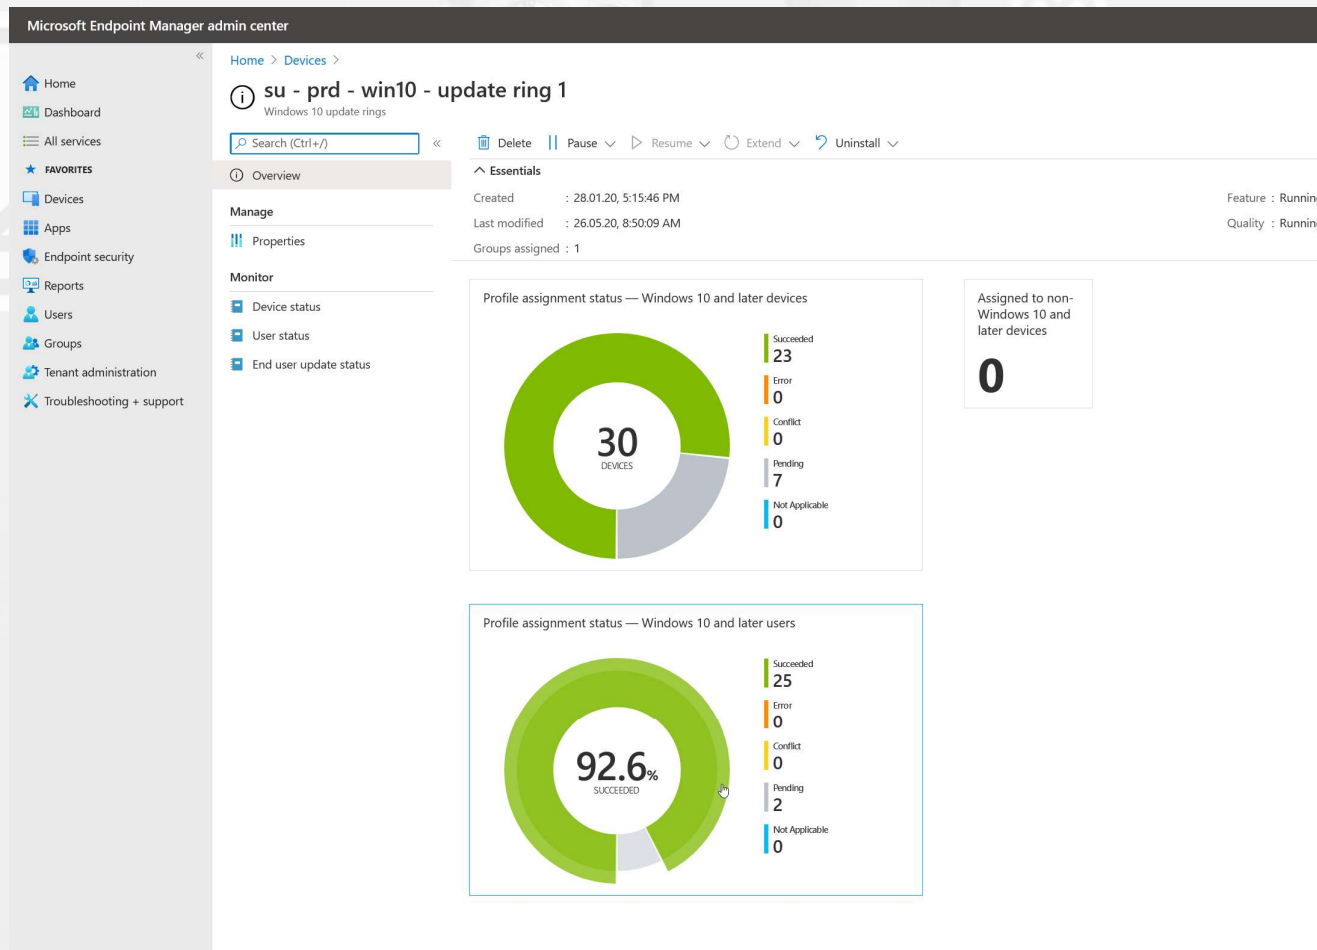 Microsoft Endpoint Manager admin center
«
Home
Dashboard
All services
FAVORITES
Devices
Apps
Endpoint security
Reports
Users
Groups
Tenant administration
Troubleshooting + support
Home > Devices >
su - prd - win10 - update ring 1
Windows 10 update rings
Search (Ctrl+/)
«
Overview
Manage
Properties
Monitor
Device status
User status
End user update status
Delete Pause Resume Extend Uninstall
Essentials
Created : 28.01.20, 5:15:46 PM
Last modified : 26.05.20, 8:50:09 AM
Groups assigned : 1
Feature :
Quality :
Profile assignment status — Windows 10 and later devices
30
DEVICES
Succeeded
23
Error
0
Conflict
0
Pending
7
Not Applicable
0
Assigned to non-
Windows 10 and
later devices
0
Profile assignment status — Windows 10 and later users
92.6%
SUCCEEDED
Succeeded
25
Error
0
Conflict
0
Pending
2
Not Applicable
0